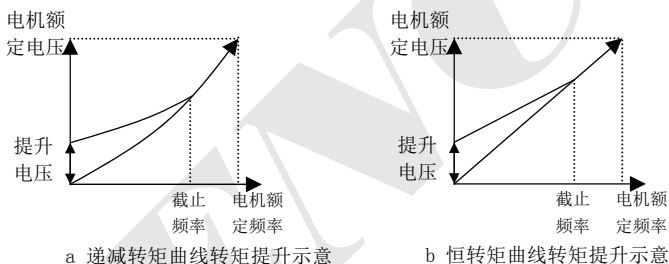 电机额
定电压
提升
电压
截止
频率
电机额
定频率
a 递减转矩曲线转矩提升示意
电机额
定电压
提升
电压
截止
频率
电机额
定频率
b 恒转矩曲线转矩提升示意